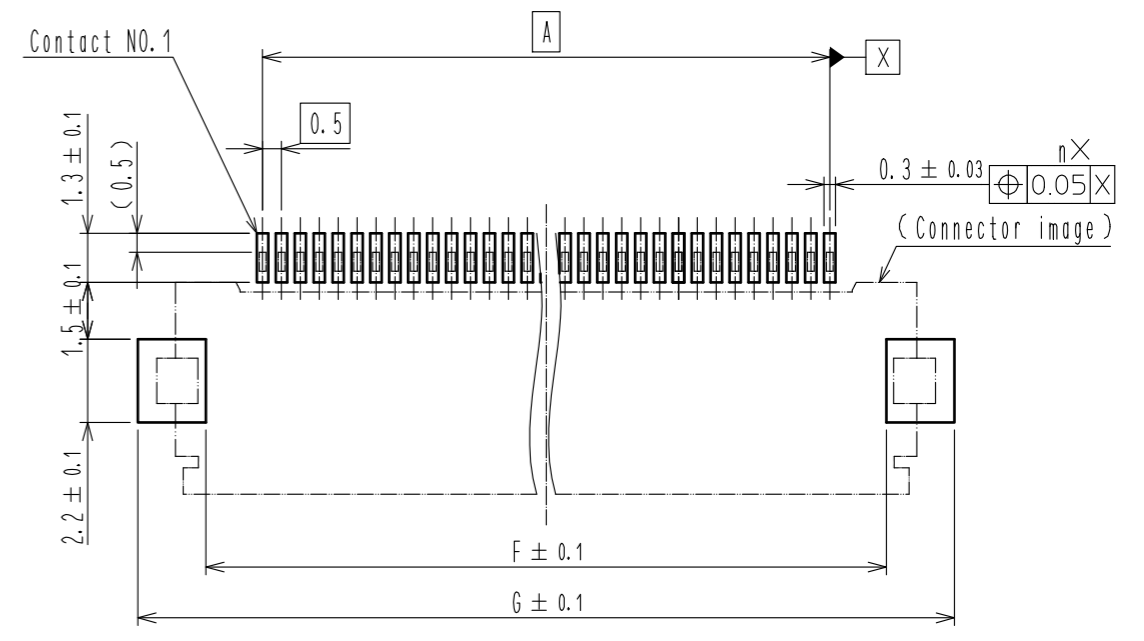 Contact NO.1
A
X
0.5
1.3 ± 0.1
(0.5)
nX
0.3 ± 0.03
⌖ 0.05 X
(Connector image)
1.5 ± 0.1
2.2 ± 0.1
F ± 0.1
G ± 0.1